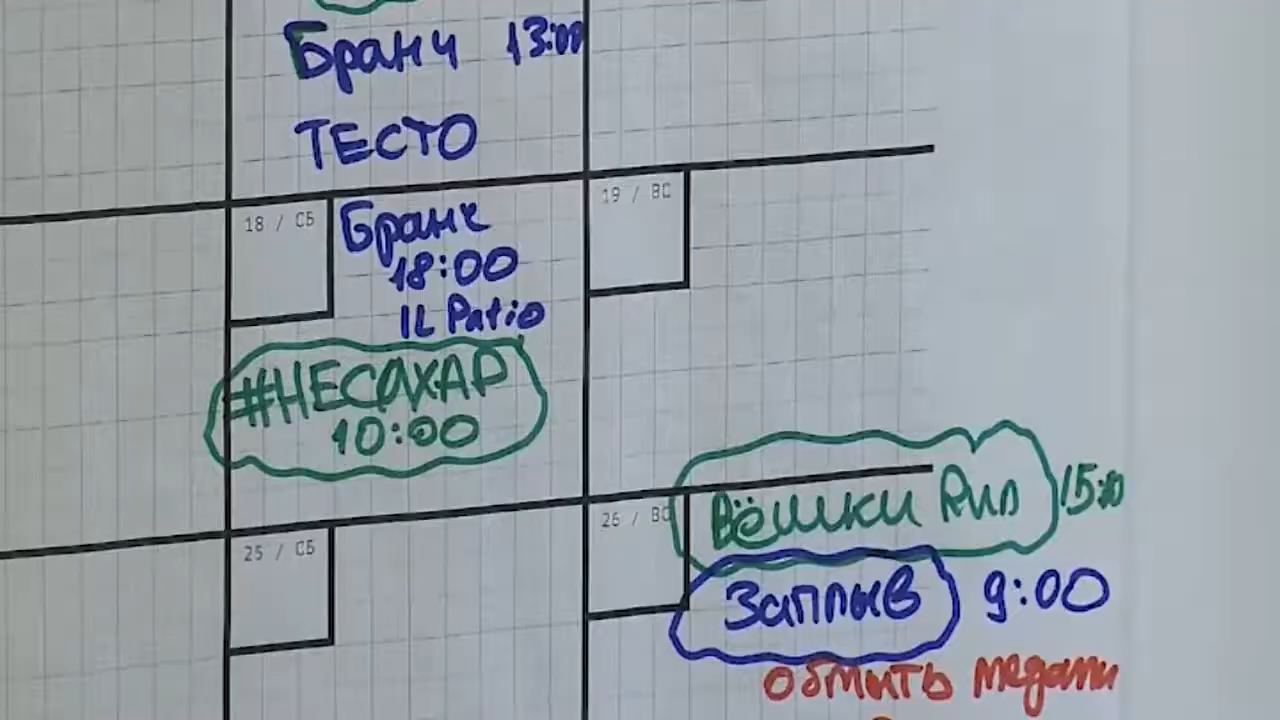 Бранч 13:00
ТЕСТО
18 / СБ
Бранч
18:00
IL Patio
#НЕСАХАР
10:00
19 / ВС
25 / СБ
26 / ВС
Вёшки Run 15:00
Заплыв 9:00
обмыть медали